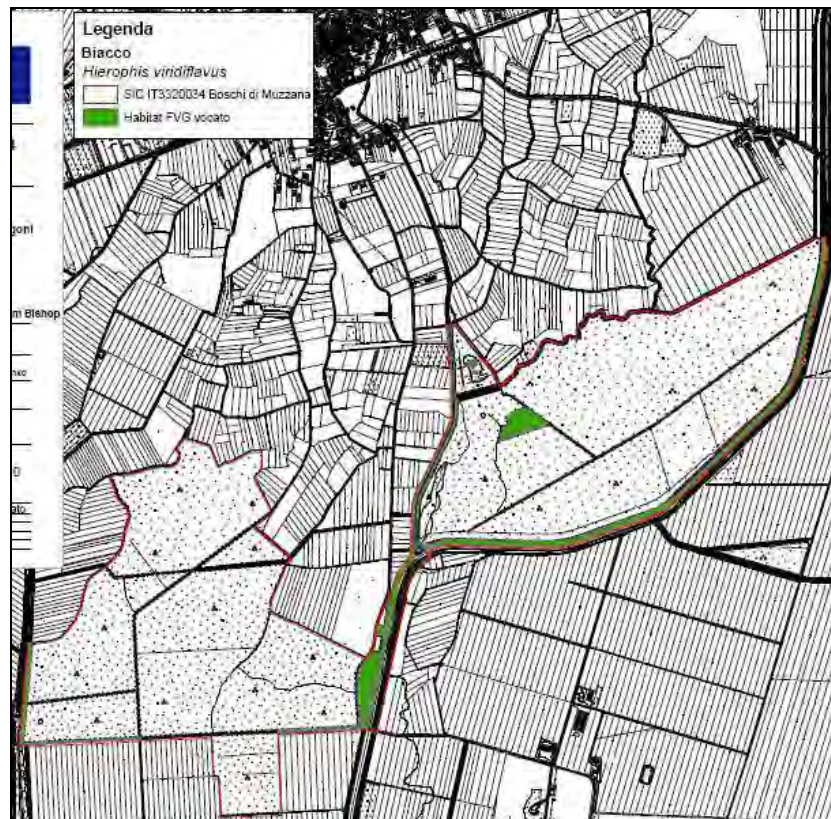 Legenda
Biacco
Hierophis viridiflavus
SIC IT3320034 Boschi di Muzzana
Habitat FVG vocato
goni
m Bishop